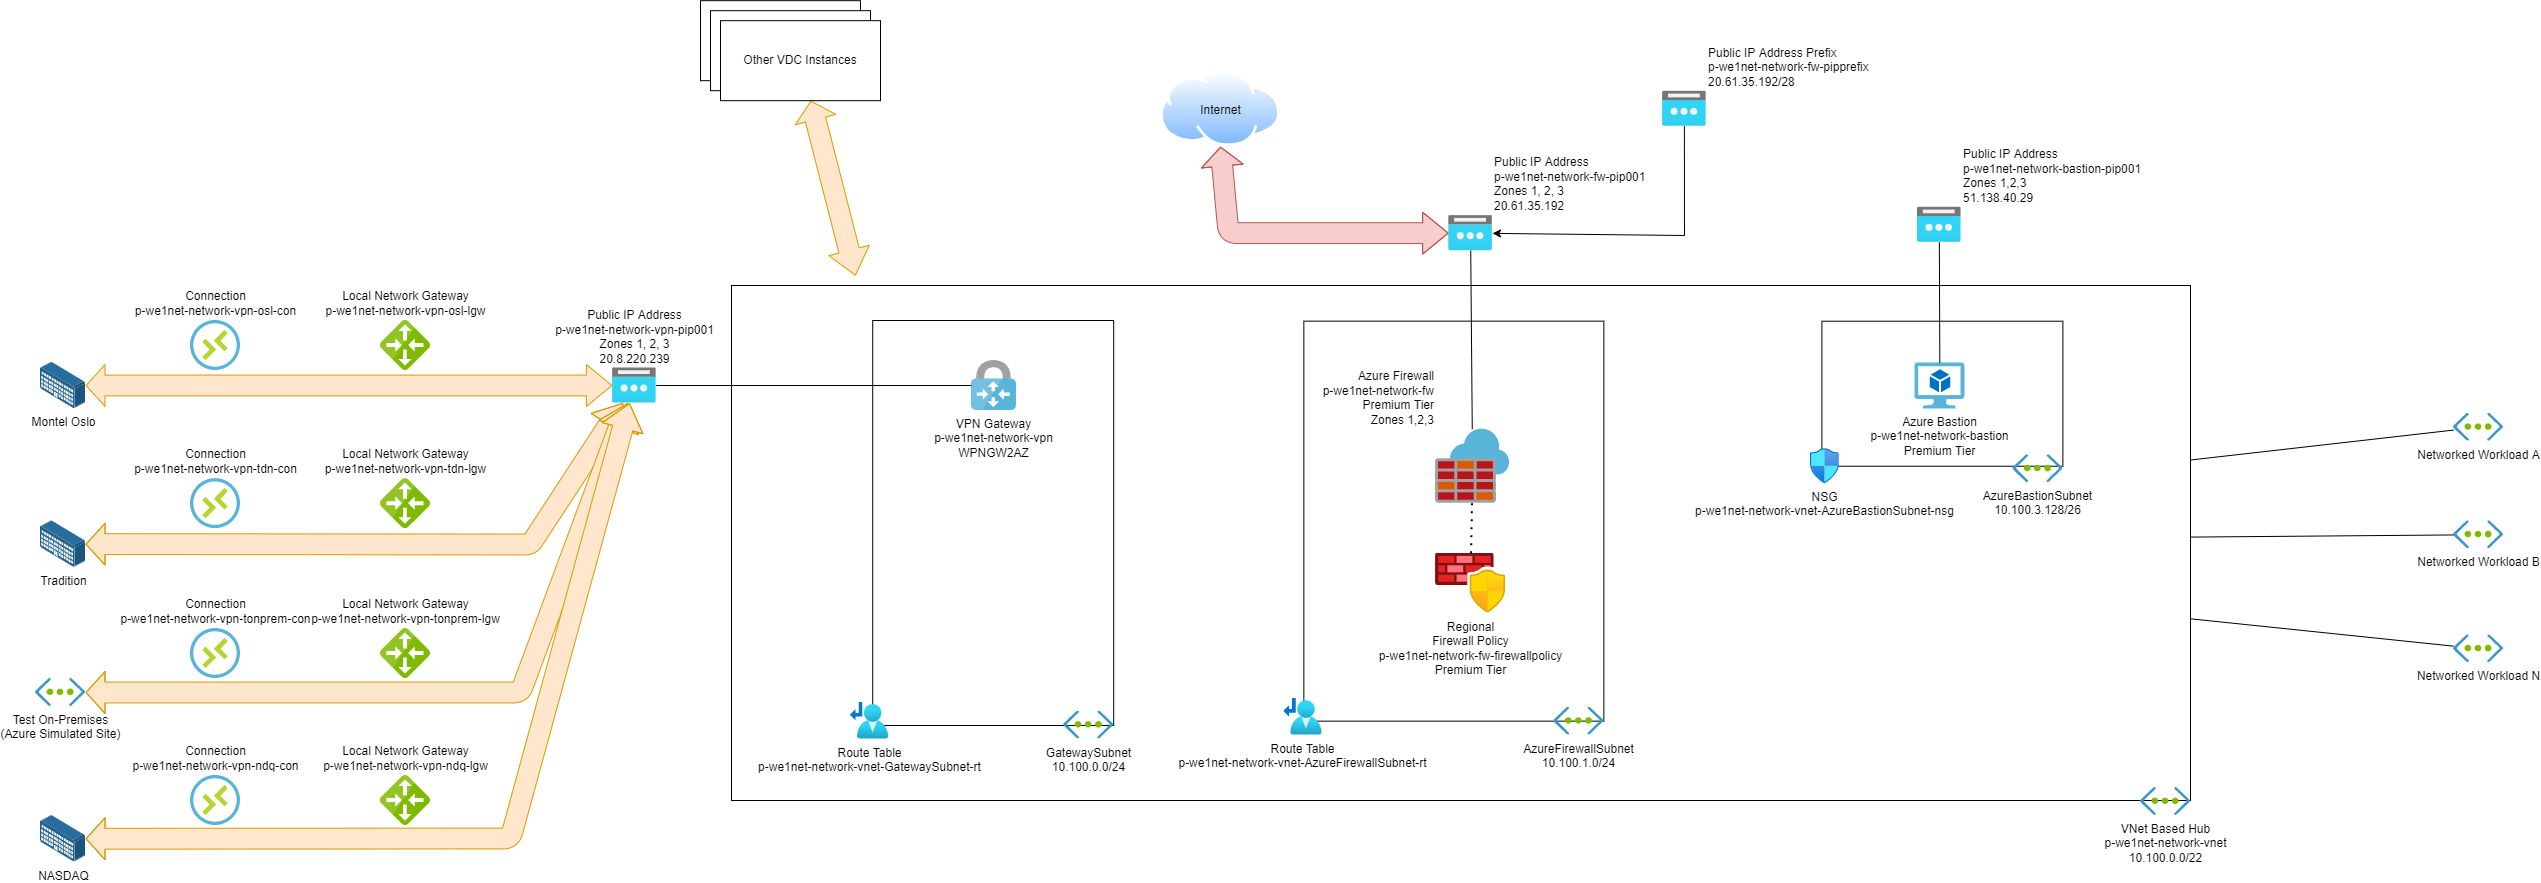 Other VDC Instances
Internet
Public IP Address Prefix
p-we1net-network-fw-pipprefix
20.61.35.192/28
Public IP Address
p-we1net-network-fw-pip001
Zones 1, 2, 3
20.61.35.192
Public IP Address
p-we1net-network-bastion-pip001
Zones 1,2,3
51.138.40.29
Connection
p-we1net-network-vpn-osl-con
Local Network Gateway
p-we1net-network-vpn-osl-lgw
Public IP Address
p-we1net-network-vpn-pip001
Zones 1, 2, 3
20.8.220.239
Montel Oslo
Connection
p-we1net-network-vpn-tdn-con
Local Network Gateway
p-we1net-network-vpn-tdn-lgw
Tradition
Connection
p-we1net-network-vpn-tonprem-con
Local Network Gateway
p-we1net-network-vpn-tonprem-lgw
Test On-Premises
(Azure Simulated Site)
Connection
p-we1net-network-vpn-ndq-con
Local Network Gateway
p-we1net-network-vpn-ndq-lgw
NASDAQ
VPN Gateway
p-we1net-network-vpn
WPNGW2AZ
Route Table
p-we1net-network-vnet-GatewaySubnet-rt
GatewaySubnet
10.100.0.0/24
Azure Firewall
p-we1net-network-fw
Premium Tier
Zones 1,2,3
Regional
Firewall Policy
p-we1net-network-fw-firewallpolicy
Premium Tier
Route Table
p-we1net-network-vnet-AzureFirewallSubnet-rt
AzureFirewallSubnet
10.100.1.0/24
Azure Bastion
p-we1net-network-bastion
Premium Tier
NSG
p-we1net-network-vnet-AzureBastionSubnet-nsg
AzureBastionSubnet
10.100.3.128/26
Networked Workload A
Networked Workload B
Networked Workload N
VNet Based Hub
p-we1net-network-vnet
10.100.0.0/22